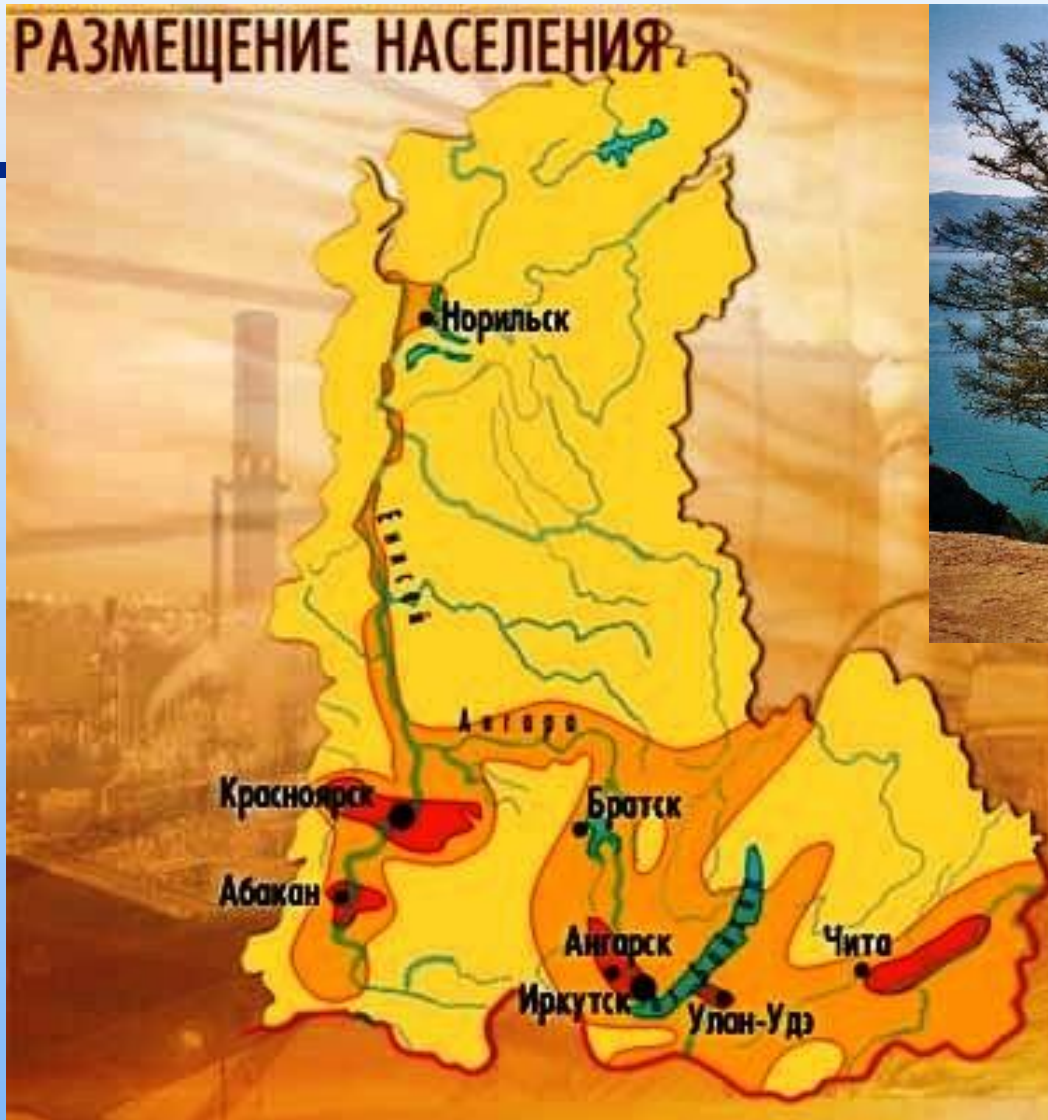 РАЗМЕЩЕНИЕ НАСЕЛЕНИЯ
Норильск
Енисей
Ангара
Красноярск
Братск
Абакан
Ангарск
Чита
Иркутск
Улан-Удэ